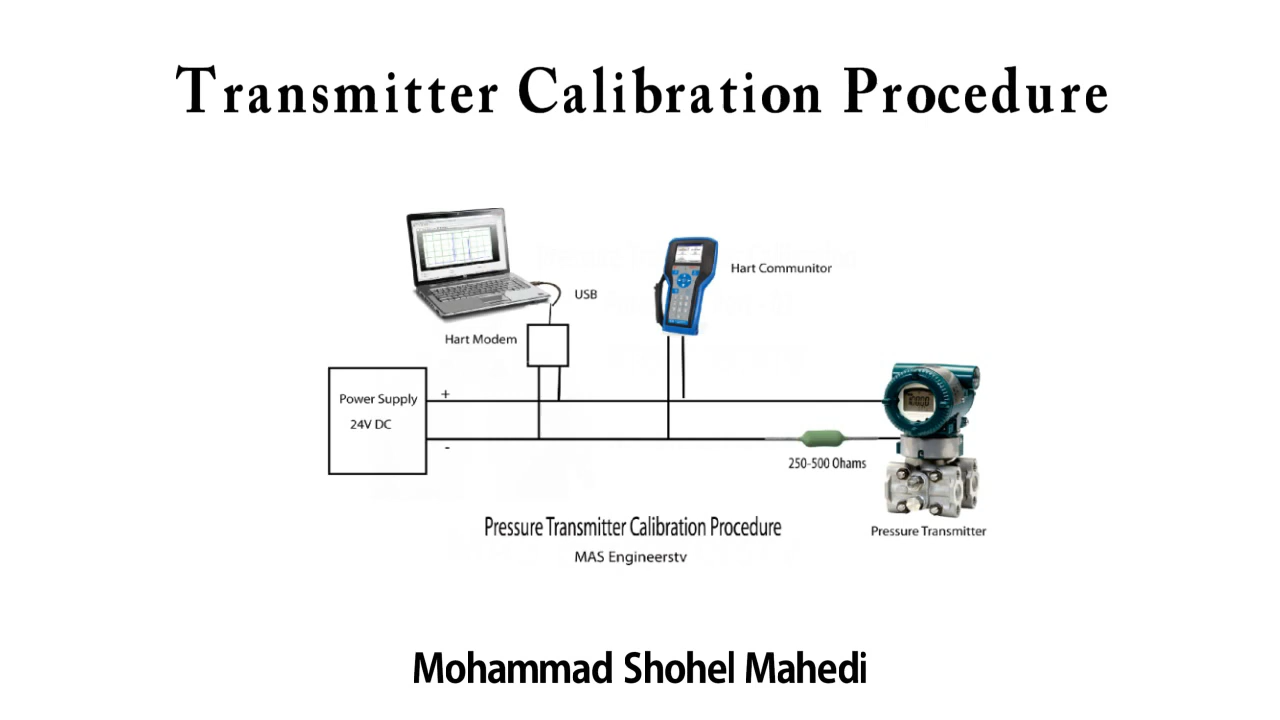 Transmitter Calibration Procedure
USB
Hart Communitor
Hart Modem
Power Supply
24V DC
+
-
250-500 Ohams
Pressure Transmitter
Pressure Transmitter Calibration Procedure
MAS Engineerstv
Mohammad Shohel Mahedi